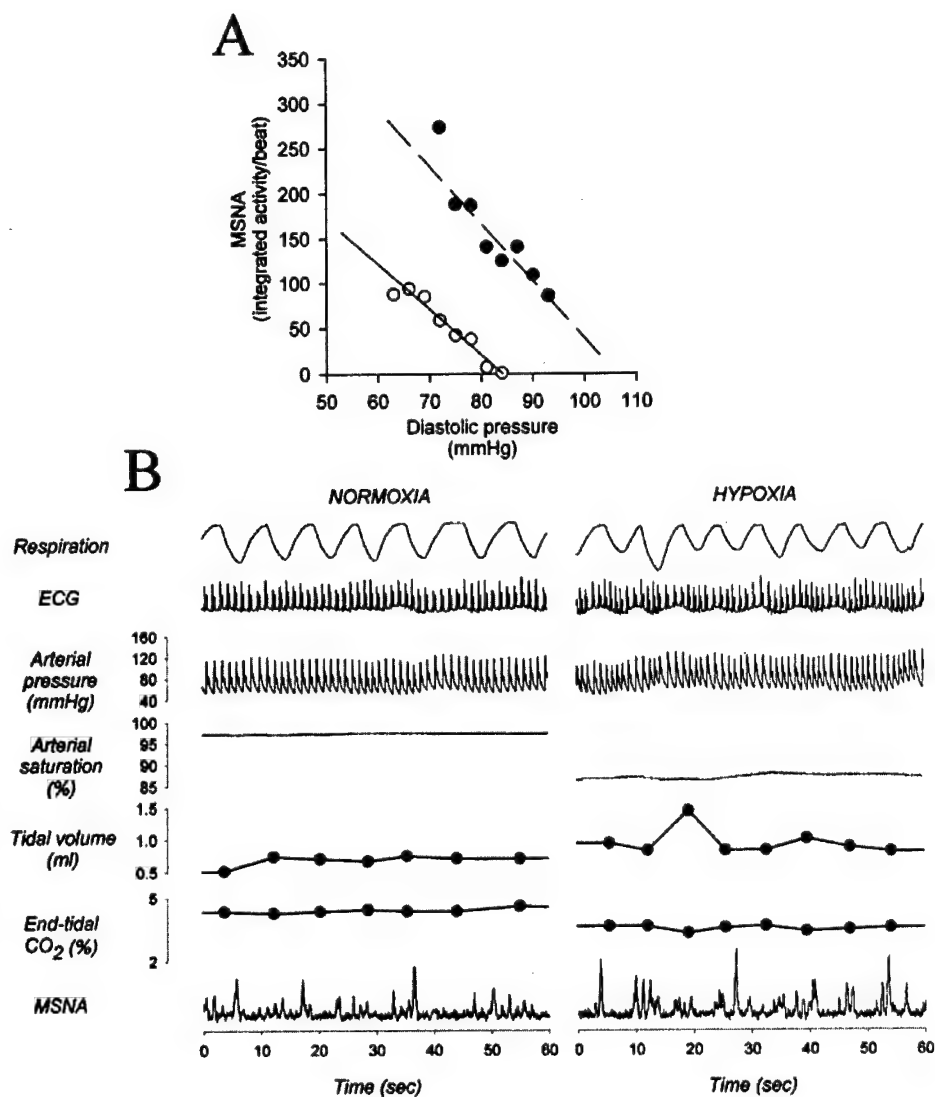 A
350
300
250
200
150
100
50
0
MSNA
(integrated activity/beat)
50 60 70 80 90 100 110
Diastolic pressure
(mmHg)
B
NORMOXIA HYPOXIA
Respiration
ECG
160
120
80
40
Arterial
pressure
(mmHg)
100
95
90
85
Arterial
saturation
(%)
1.5
1.0
0.5
Tidal volume
(ml)
5
2
End-tidal
CO2 (%)
MSNA
0 10 20 30 40 50 60 0 10 20 30 40 50 60
Time (sec) Time (sec)